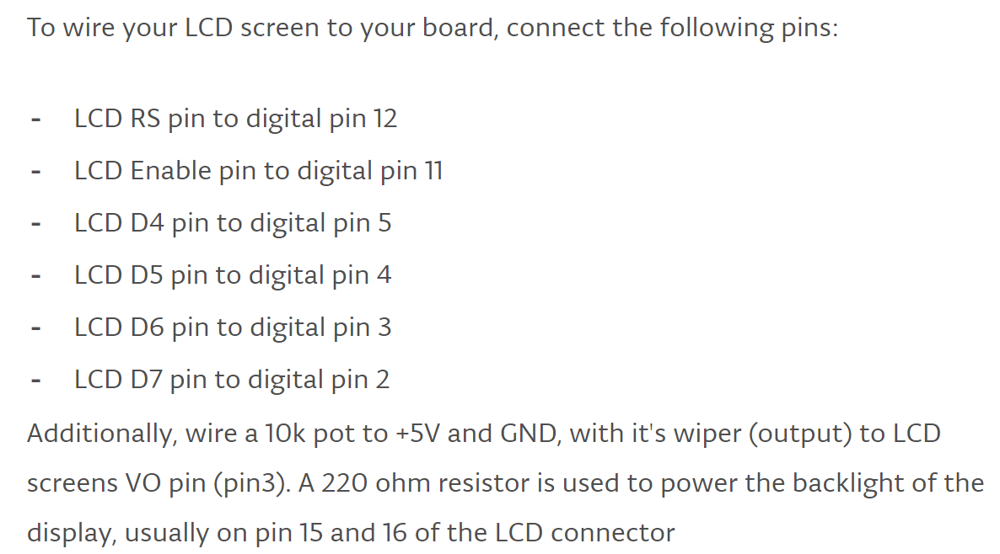 To wire your LCD screen to your board, connect the following pins:
- LCD RS pin to digital pin 12
- LCD Enable pin to digital pin 11
- LCD D4 pin to digital pin 5
- LCD D5 pin to digital pin 4
- LCD D6 pin to digital pin 3
- LCD D7 pin to digital pin 2
Additionally, wire a 10k pot to +5V and GND, with it's wiper (output) to LCD
screens VO pin (pin3). A 220 ohm resistor is used to power the backlight of the
display, usually on pin 15 and 16 of the LCD connector